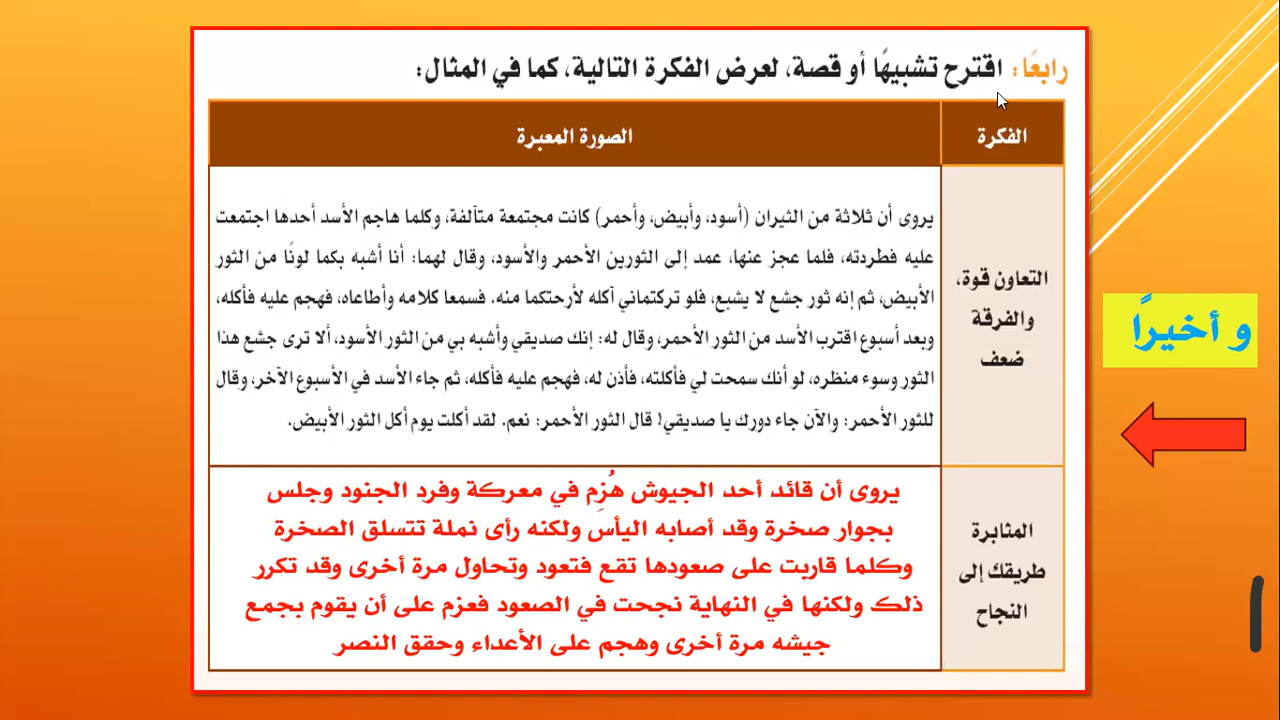 رابعًا: اقترح تشبيهًا أو قصة، لعرض الفكرة التالية، كما في المثال:
الفكرة
الصورة المعبرة
التعاون قوة،
والفرقة
ضعف
يروى أن ثلاثة من الثيران (أسود، وأبيض، وأحمر) كانت مجتمعة متآلفة، وكلما هاجم الأسد أحدها اجتمعت
عليه فطردته، فلما عجز عنها، عمد إلى الثورين الأحمر والأسود، وقال لهما: أنا أشبه بكما لونًا من الثور
الأبيض، ثم إنه ثور جشع لا يشبع، فلو تركتماني آكله لأرحتكما منه. فسمعا كلامه وأطاعاه، فهجم عليه فأكله،
وبعد أسبوع اقترب الأسد من الثور الأحمر، وقال له: إنك صديقي وأشبه بي من الثور الأسود، ألا ترى جشع هذا
الثور وسوء منظره، لو أنك سمحت لي فأكلته، فأذن له، فهجم عليه فأكله، ثم جاء الأسد في الأسبوع الآخر، وقال
للثور الأحمر: والآن جاء دورك يا صديقي! قال الثور الأحمر: نعم. لقد أكلت يوم أكل الثور الأبيض.
المثابرة
طريقك إلى
النجاح
يروى أن قائد أحد الجيوش هُزِم في معركة وفرد الجنود وجلس
بجوار صخرة وقد أصابه اليأس ولكنه رأى نملة تتسلق الصخرة
وكلما قاربت على صعودها تقع فتعود وتحاول مرة أخرى وقد تكرر
ذلك ولكنها في النهاية نجحت في الصعود فعزم على أن يقوم بجمع
جيشه مرة أخرى وهجم على الأعداء وحقق النصر
و أخيرًا